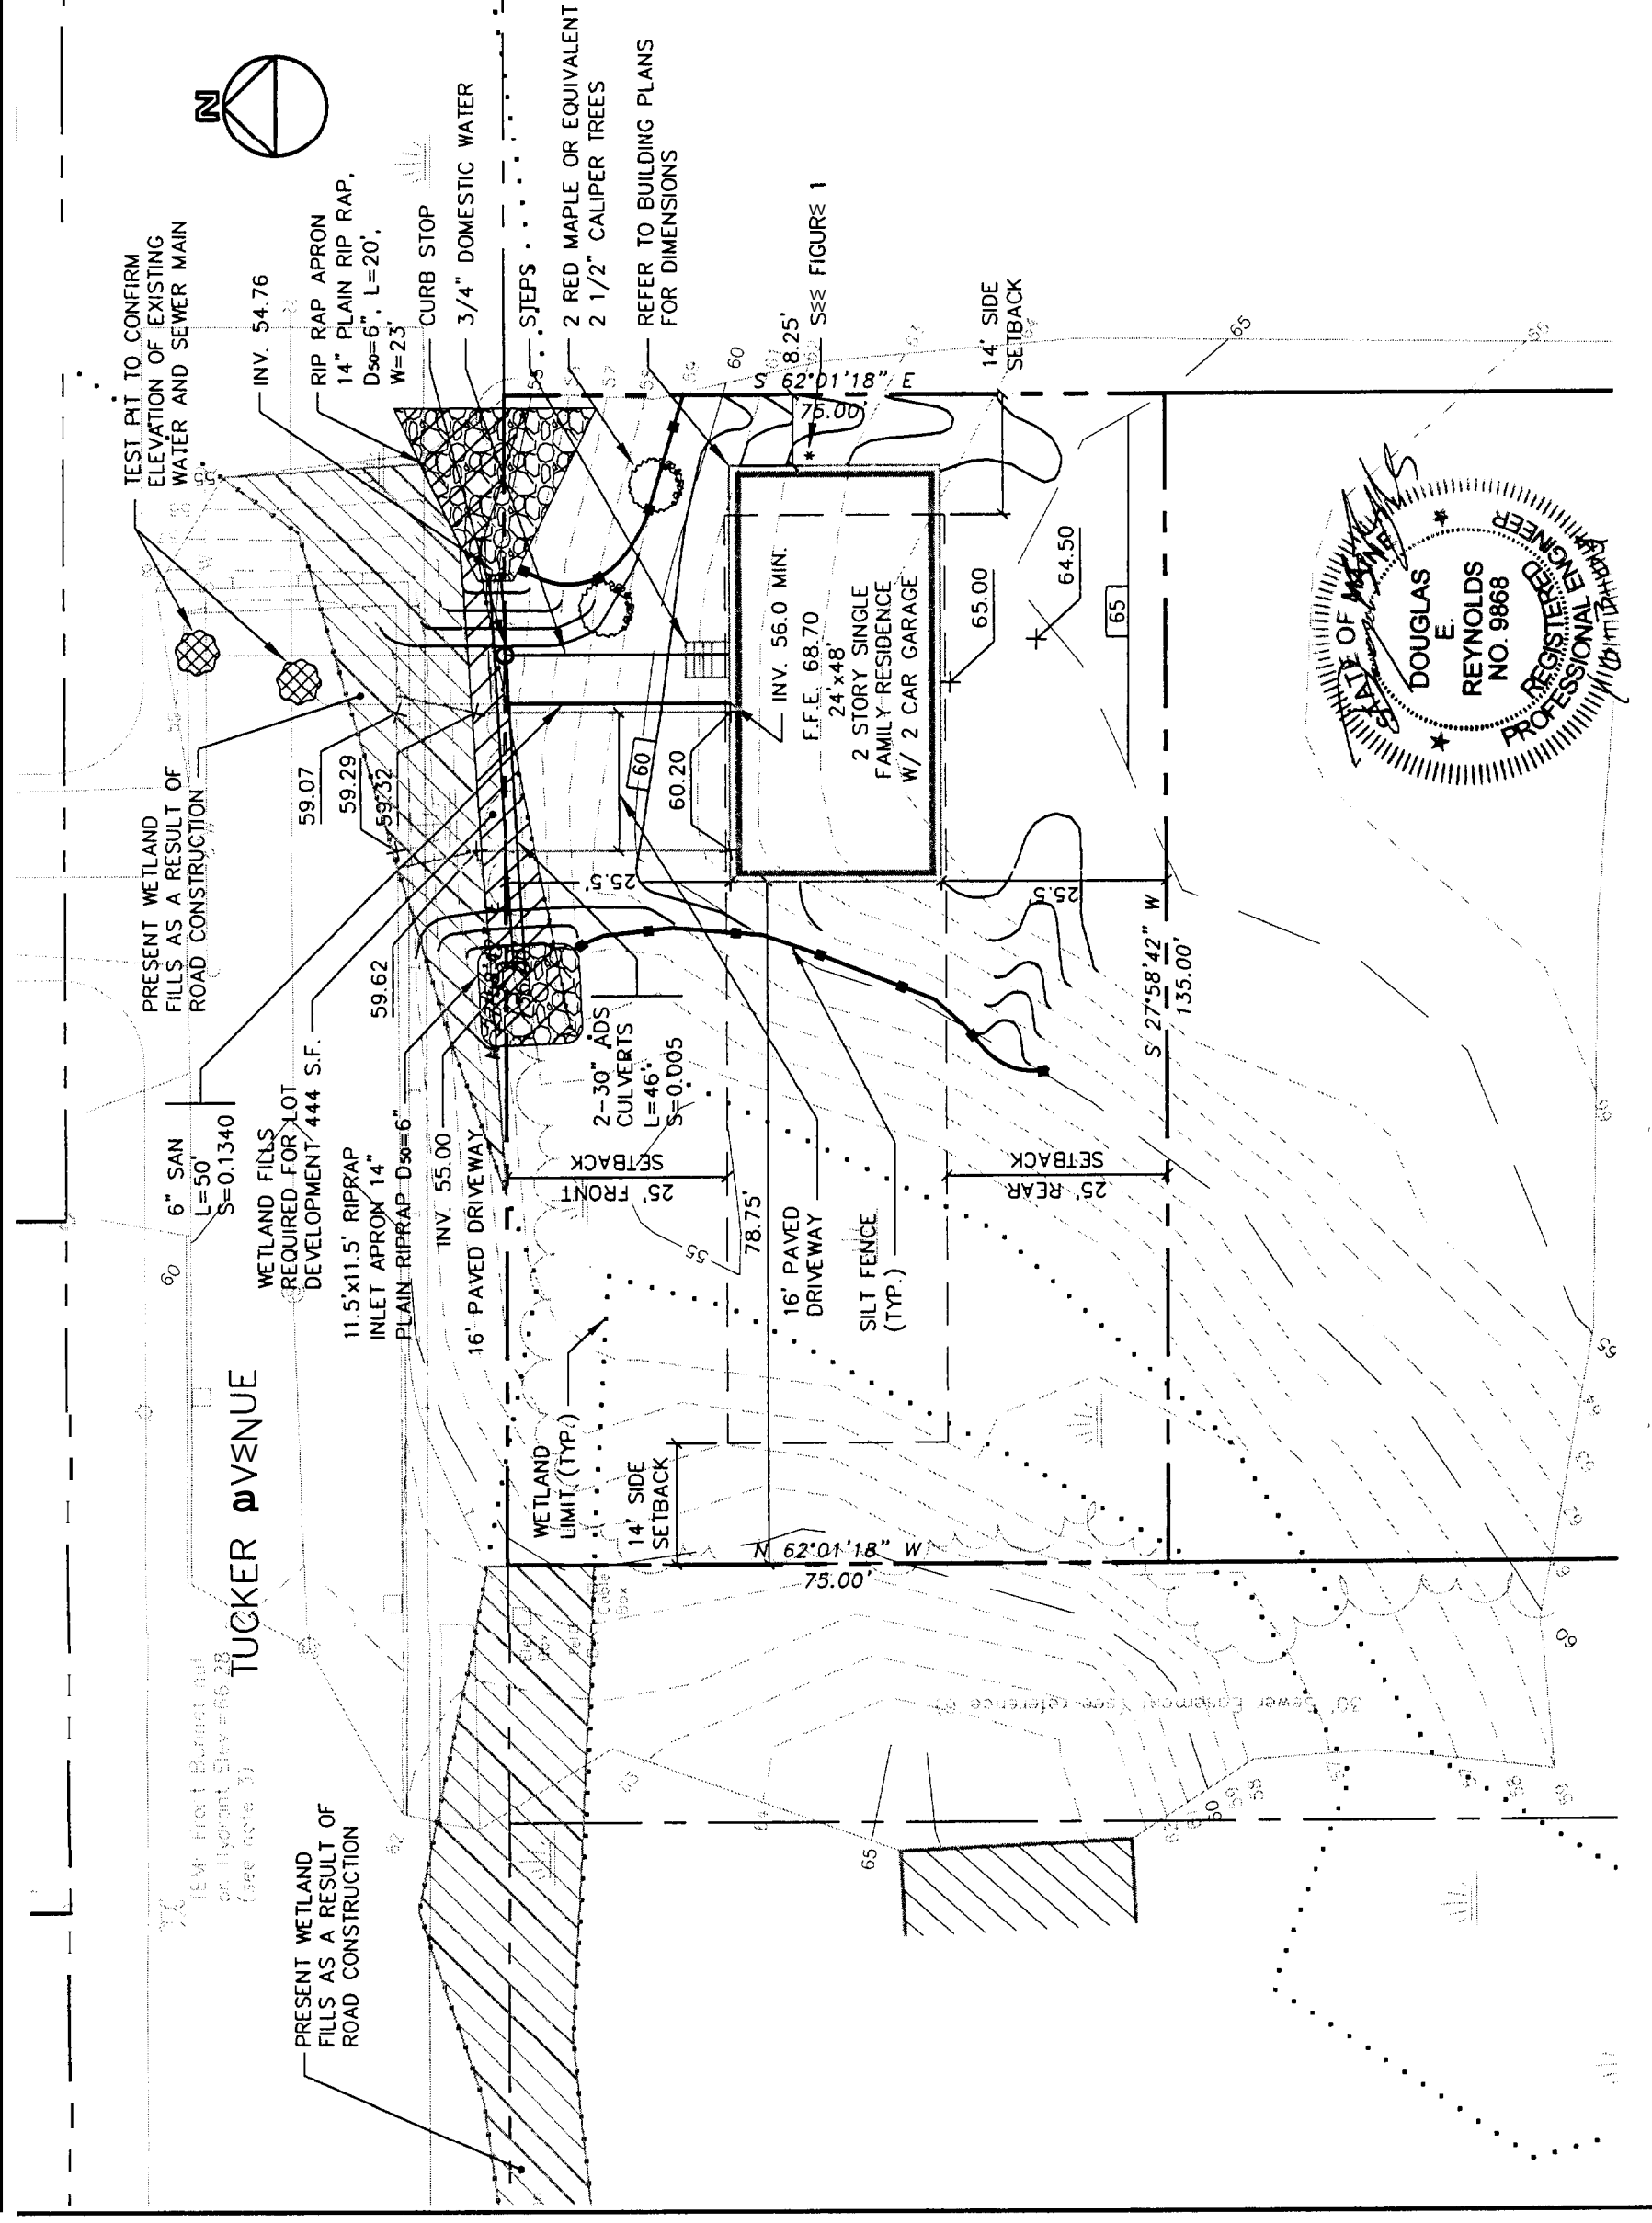 N
TEST PIT TO CONFIRM
ELEVATION OF EXISTING
WATER AND SEWER MAIN
INV. 54.76
RIP RAP APRON
14" PLAIN RIP RAP,
D50=6", L=20',
W=23'
CURB STOP
3/4" DOMESTIC WATER
STEPS
2 RED MAPLE OR EQUIVALENT
2 1/2" CALIPER TREES
REFER TO BUILDING PLANS
FOR DIMENSIONS
8.25'
S 62°01'18" E
75.00'
14' SIDE
SETBACK
PRESENT WETLAND
FILLS AS A RESULT OF
ROAD CONSTRUCTION
59.07
59.29
59.32
59.62
60
60.20
INV. 56.0 MIN.
F.F.E. 68.70
24'x48'
2 STORY SINGLE
FAMILY RESIDENCE
W/ 2 CAR GARAGE
65.00
64.50
65
6" SAN
L=50'
S=0.1340
WETLAND FILLS
REQUIRED FOR LOT
DEVELOPMENT 444 S.F.
11.5'x11.5' RIPRAP
INLET APRON 14"
PLAIN RIPRAP D50=6"
INV. 55.00
16' PAVED DRIVEWAY
2-30" ADS
CULVERTS
L=46'
S=0.005
25.5'
25.5'
25' FRONT
SETBACK
25' REAR
SETBACK
78.75'
16' PAVED
DRIVEWAY
SILT FENCE
(TYP.)
S 27°58'42" W
135.00'
TUCKER AVENUE
WETLAND
LIMIT (TYP.)
14' SIDE
SETBACK
N 62°01'18" W
75.00'
Cable
Box
30' Sewer Easement (see reference 6)
(see note 3)
PRESENT WETLAND
FILLS AS A RESULT OF
ROAD CONSTRUCTION
65
60
55
STATE OF MAINE
DOUGLAS
E.
REYNOLDS
NO. 9868
REGISTERED
PROFESSIONAL ENGINEER